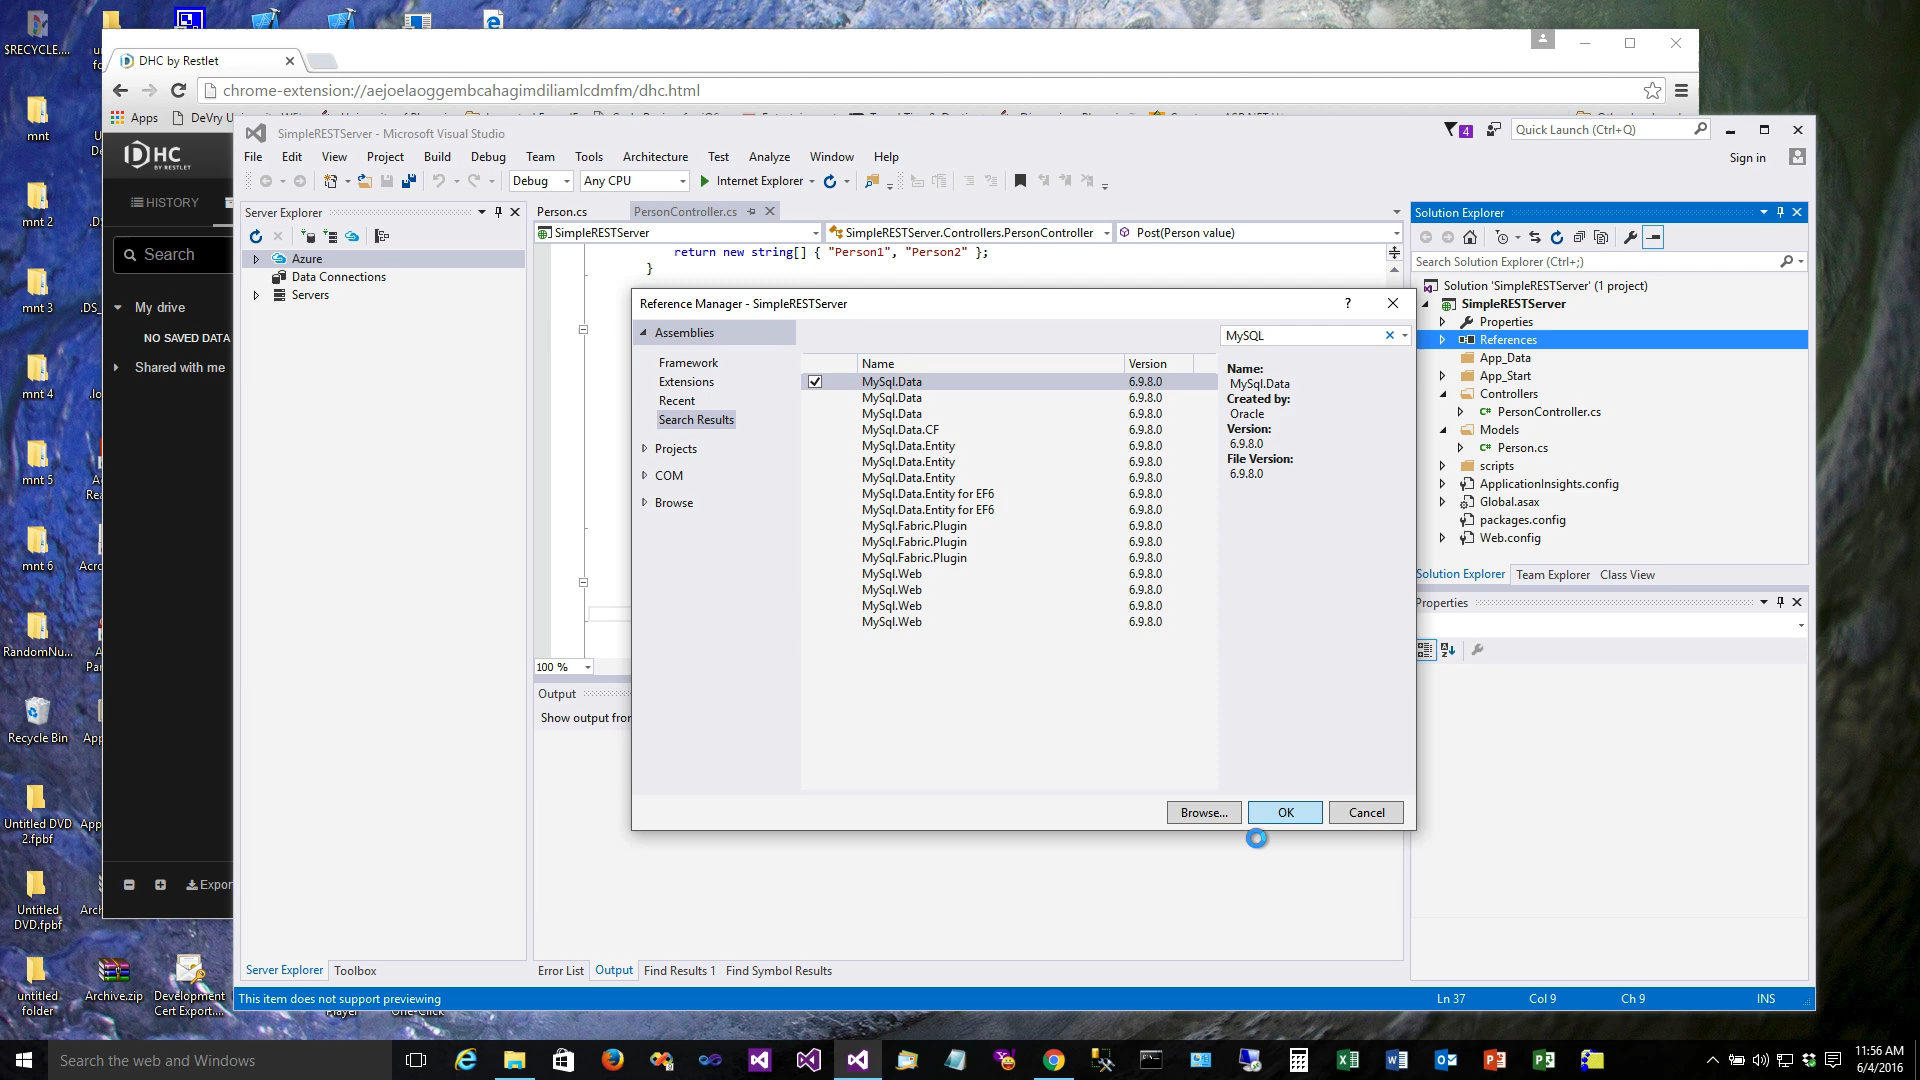 $RECYCLE....
mnt
mnt 2
mnt 3
mnt 4
mnt 5
mnt 6
RandomNu...
Recycle Bin
Untitled DVD 2.fpbf
Untitled DVD.fpbf
untitled folder
Archive.zip
Development Cert Export....
DHC by Restlet
chrome-extension://aejoelaoggembcahagimdiliamlcdmfm/dhc.html
Apps
DHC
BY RESTLET
HISTORY
Search
My drive
NO SAVED DATA
Shared with me
SimpleRESTServer - Microsoft Visual Studio
4
Quick Launch (Ctrl+Q)
File Edit View Project Build Debug Team Tools Architecture Test Analyze Window Help
Sign in
Debug
Any CPU
Internet Explorer
Server Explorer
Azure
Data Connections
Servers
Person.cs
PersonController.cs
SimpleRESTServer
SimpleRESTServer.Controllers.PersonController
Post(Person value)
return new string[] { "Person1", "Person2" };
}
Reference Manager - SimpleRESTServer
?
Assemblies
Framework
Extensions
Recent
Search Results
Projects
COM
Browse
MySQL
Name Version
MySql.Data 6.9.8.0
MySql.Data 6.9.8.0
MySql.Data 6.9.8.0
MySql.Data.CF 6.9.8.0
MySql.Data.Entity 6.9.8.0
MySql.Data.Entity 6.9.8.0
MySql.Data.Entity 6.9.8.0
MySql.Data.Entity for EF6 6.9.8.0
MySql.Data.Entity for EF6 6.9.8.0
MySql.Fabric.Plugin 6.9.8.0
MySql.Fabric.Plugin 6.9.8.0
MySql.Fabric.Plugin 6.9.8.0
MySql.Web 6.9.8.0
MySql.Web 6.9.8.0
MySql.Web 6.9.8.0
MySql.Web 6.9.8.0
Name:
MySql.Data
Created by:
Oracle
Version:
6.9.8.0
File Version:
6.9.8.0
Browse... OK Cancel
100 %
Output
Show output from
Solution Explorer
Search Solution Explorer (Ctrl+;)
Solution 'SimpleRESTServer' (1 project)
SimpleRESTServer
Properties
References
App_Data
App_Start
Controllers
PersonController.cs
Models
Person.cs
scripts
ApplicationInsights.config
Global.asax
packages.config
Web.config
Solution Explorer Team Explorer Class View
Properties
Server Explorer Toolbox
Error List Output Find Results 1 Find Symbol Results
This item does not support previewing
Ln 37 Col 9 Ch 9 INS
Search the web and Windows
11:56 AM
6/4/2016